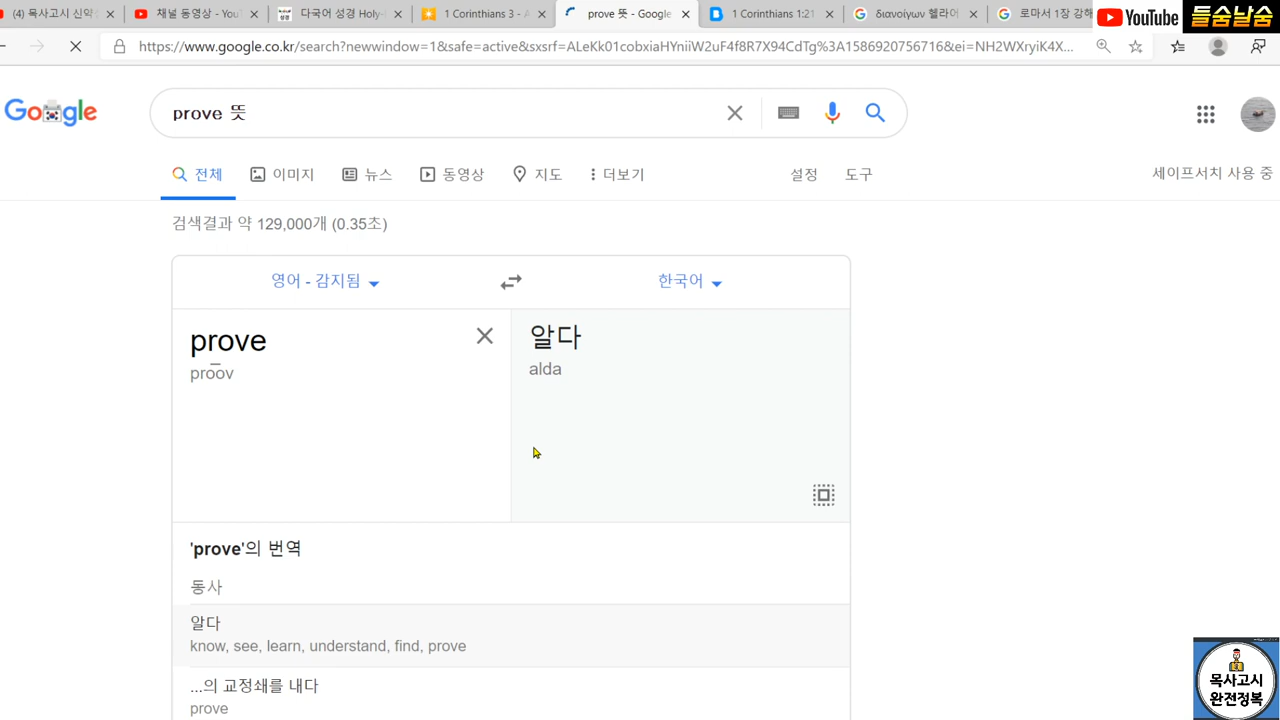 (4) 목사고시 신약
채널 동영상 - You
다국어 성경 Holy-
1 Corinthians
prove 뜻 - Google
1 Corinthians 1:1
διανοίγων 헬라어
로마서 1장 강해
YouTube
들숨날숨
https://www.google.co.kr/search?newwindow=1&safe=active&sxsrf=ALeKk01cobxiaHYniiW2uF4f8R7X94CdTg%3A1586920756716&ei=NH2WXryiK4X...
Google
prove 뜻
전체
이미지
뉴스
동영상
지도
더보기
설정
도구
세이프서치 사용 중
검색결과 약 129,000개 (0.35초)
영어 - 감지됨
한국어
prove
알다
pro͞ov
alda
'prove'의 번역
동사
알다
know, see, learn, understand, find, prove
...의 교정쇄를 내다
prove
목사고시
완전정복